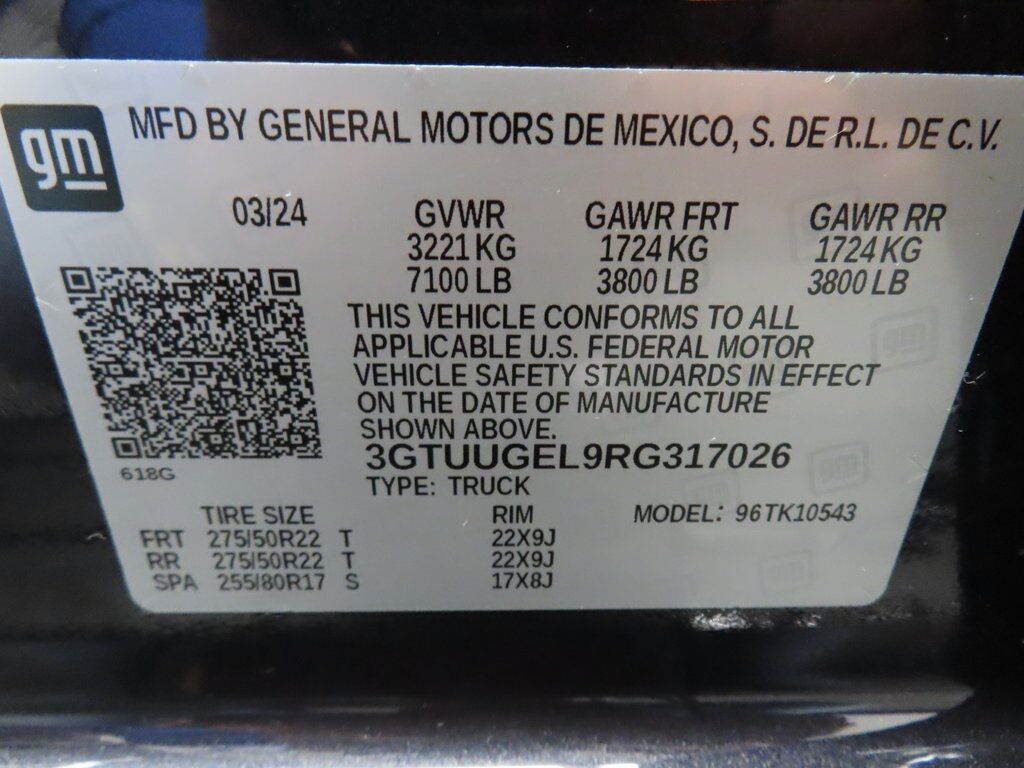 gm
MFD BY GENERAL MOTORS DE MEXICO, S. DE R.L. DE C.V.
03/24 GVWR GAWR FRT GAWR RR
3221 KG 1724 KG 1724 KG
7100 LB 3800 LB 3800 LB
THIS VEHICLE CONFORMS TO ALL
APPLICABLE U.S. FEDERAL MOTOR
VEHICLE SAFETY STANDARDS IN EFFECT
ON THE DATE OF MANUFACTURE
SHOWN ABOVE.
3GTUUGEL9RG317026
618G
TYPE: TRUCK
TIRE SIZE RIM MODEL: 96TK10543
FRT 275/50R22 T 22X9J
RR 275/50R22 T 22X9J
SPA 255/80R17 S 17X8J